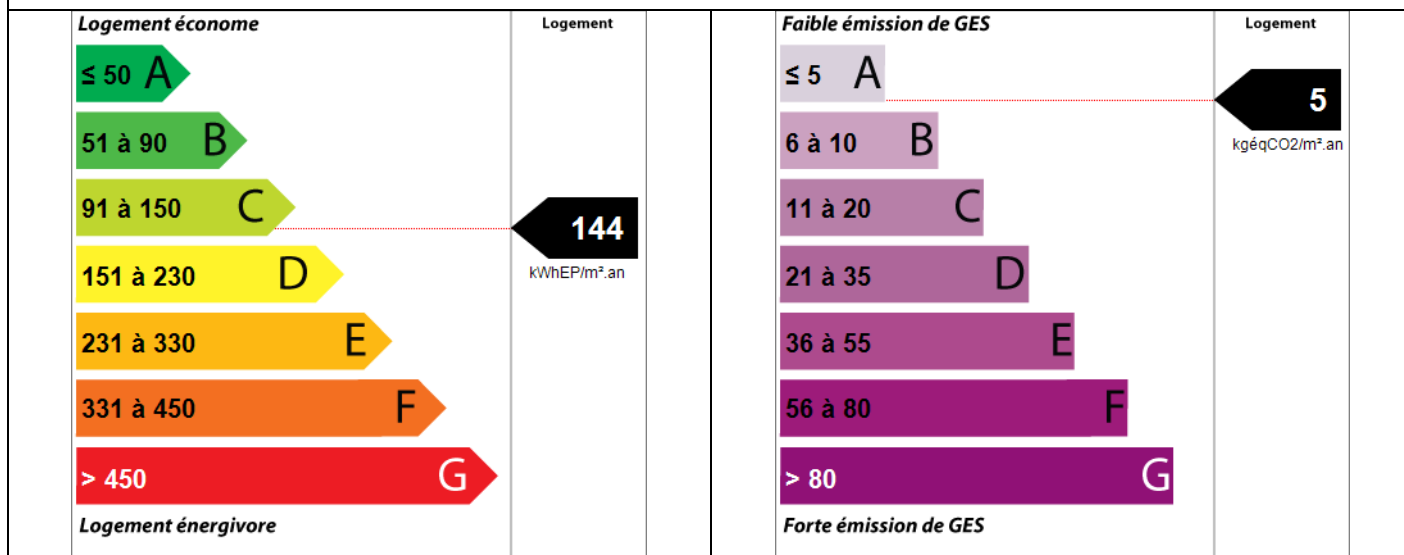 Logement économe
Logement
≤ 50 A
51 à 90 B
91 à 150 C
144
kWhEP/m².an
151 à 230 D
231 à 330 E
331 à 450 F
> 450 G
Logement énergivore
Faible émission de GES
Logement
≤ 5 A
5
kgéqCO2/m².an
6 à 10 B
11 à 20 C
21 à 35 D
36 à 55 E
56 à 80 F
> 80 G
Forte émission de GES